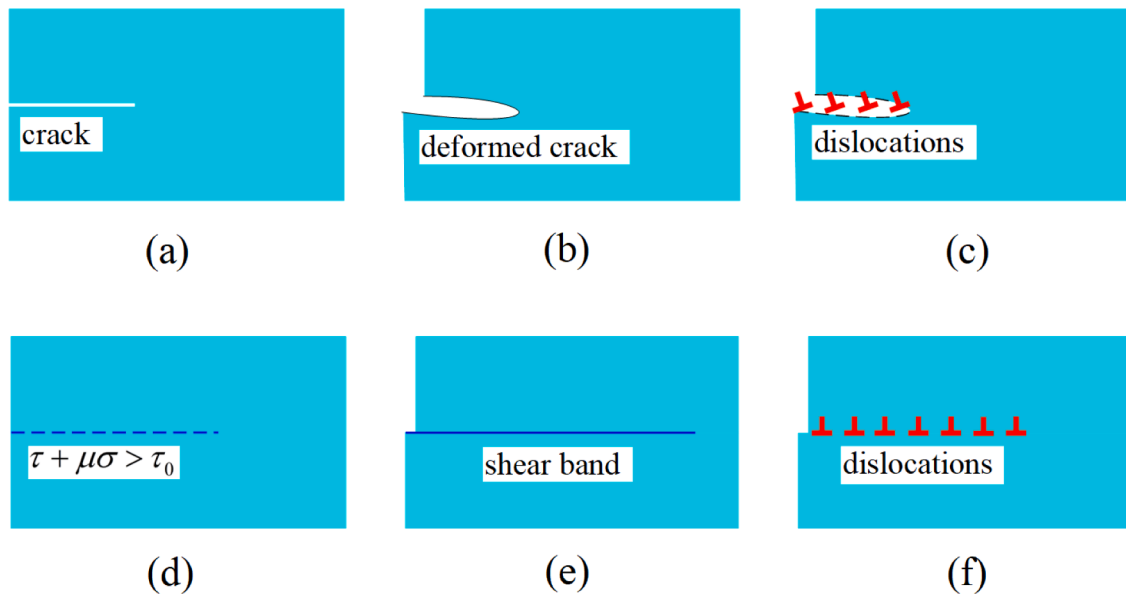 crack
deformed crack
dislocations
(a)
(b)
(c)
τ + μσ > τ₀
shear band
dislocations
(d)
(e)
(f)